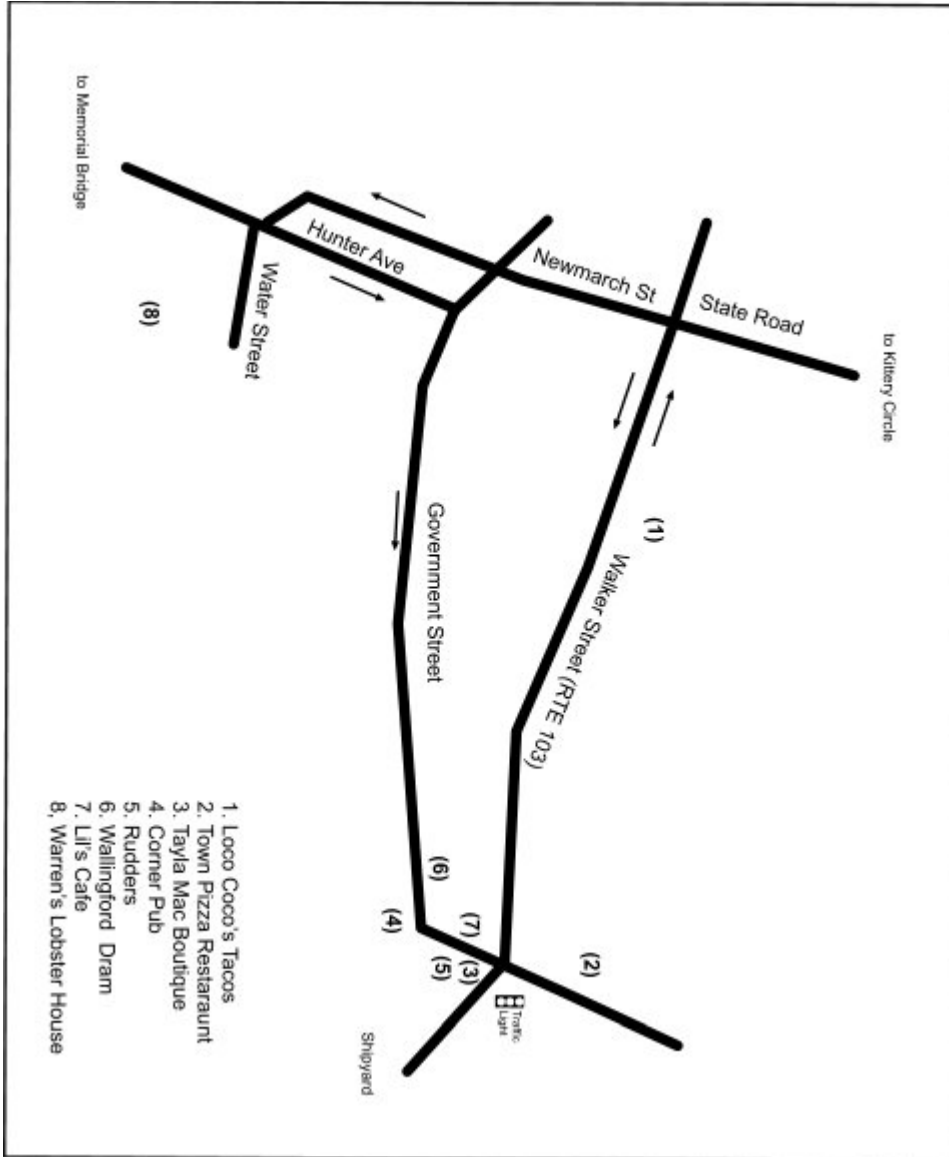 to Memorial Bridge
Hunter Ave
Water Street
(8)
Newmarch St
State Road
to Kittery Circle
(1)
Walker Street (RTE 103)
Government Street
(6)
(7)
(4)
(5)
(3)
(2)
Traffic
Light
Shipyard
1. Loco Coco's Tacos
2. Town Pizza Restaraunt
3. Tayla Mac Boutique
4. Corner Pub
5. Rudders
6. Wallingford Dram
7. Lil's Cafe
8, Warren's Lobster House